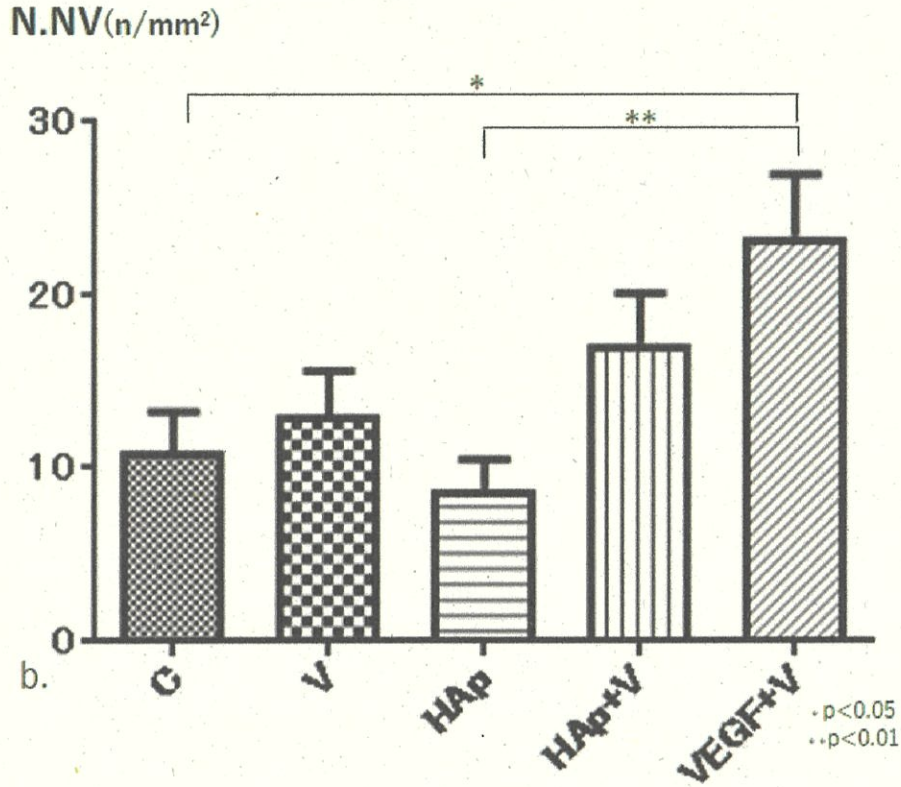 N.NV(n/mm²)
*
**
30
20
10
0
b.
C
V
HAp
HAp+V
VEGF+V
*p<0.05
**p<0.01